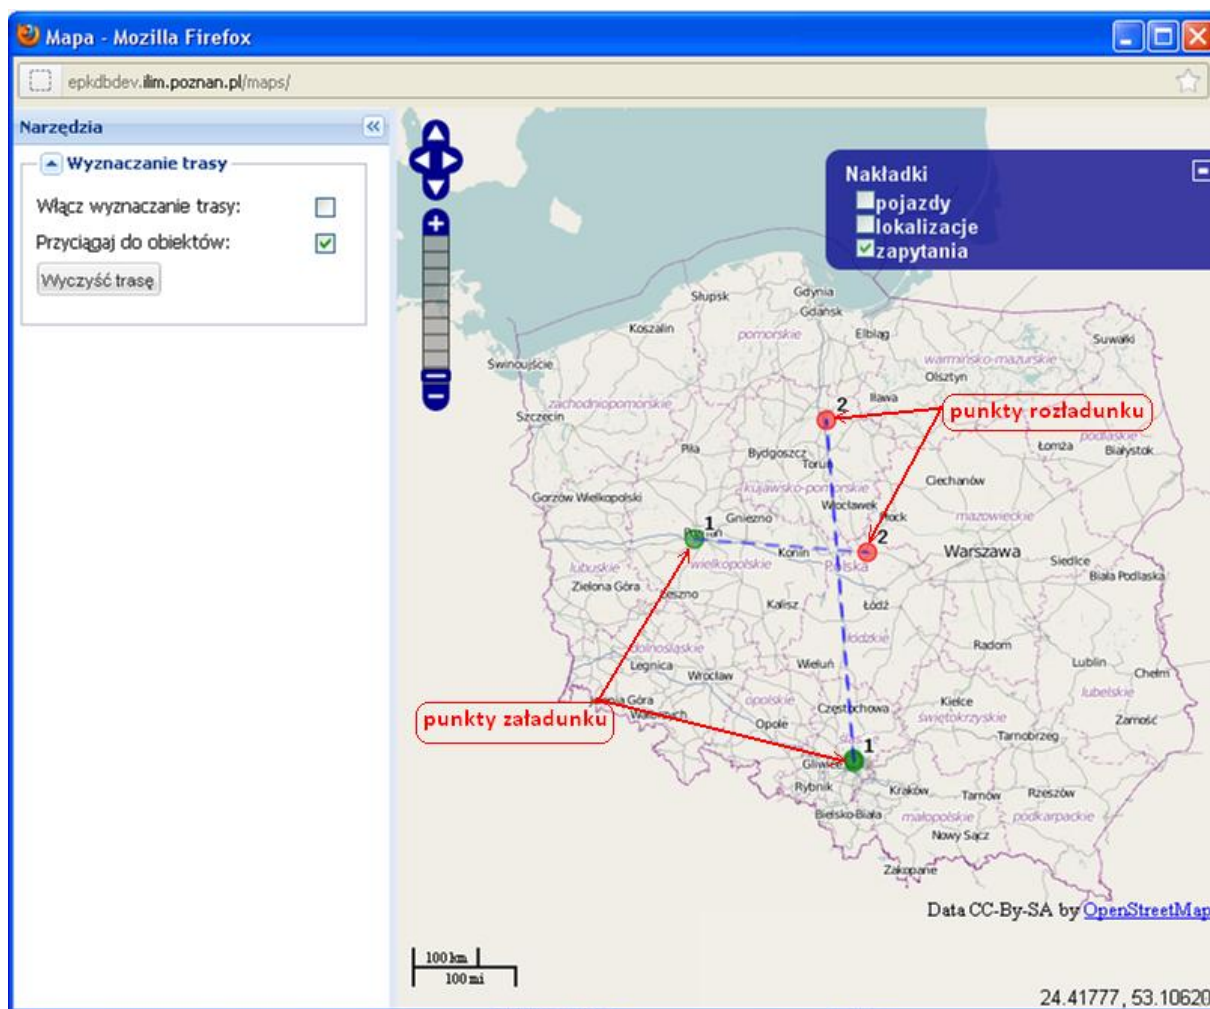 Mapa - Mozilla Firefox
epkdbdev.ilim.poznan.pl/maps/
Narzędzia
Wyznaczanie trasy
Włącz wyznaczanie trasy:
Przyciągaj do obiektów:
Wyczyść trasę
Nakładki
pojazdy
lokalizacje
zapytania
Gdynia
Słupsk
Gdańsk
Koszalin
pomorskie
Elbląg
Suwałki
warmińsko-mazurskie
Świnoujście
Olsztyn
zachodniopomorskie
2
Iława
Szczecin
punkty rozładunku
podlaskie
Piła
Bydgoszcz
Łomża
Białystok
Toruń
Ciechanów
kujawsko-pomorskie
Gorzów Wielkopolski
Włocławek
1
Gniezno
Płock
mazowieckie
Poznań
2
Konin
Warszawa
lubuskie
wielkopolskie
Polska
Siedlce
Biała Podlaska
Zielona Góra
Leszno
Kalisz
Łódź
łódzkie
Radom
dolnośląskie
Legnica
Wieluń
Lublin
Wrocław
Chełm
Jelenia Góra
opolskie
Kielce
lubelskie
Wałbrzych
Częstochowa
świętokrzyskie
Zamość
punkty załadunku
Opole
Tarnobrzeg
1
Gliwice
Rybnik
Kraków
Tarnów
Rzeszów
Bielsko-Biała
małopolskie
podkarpackie
Nowy Sącz
Zakopane
Data CC-By-SA by OpenStreetMap
100 km
100 mi
24.41777, 53.10620